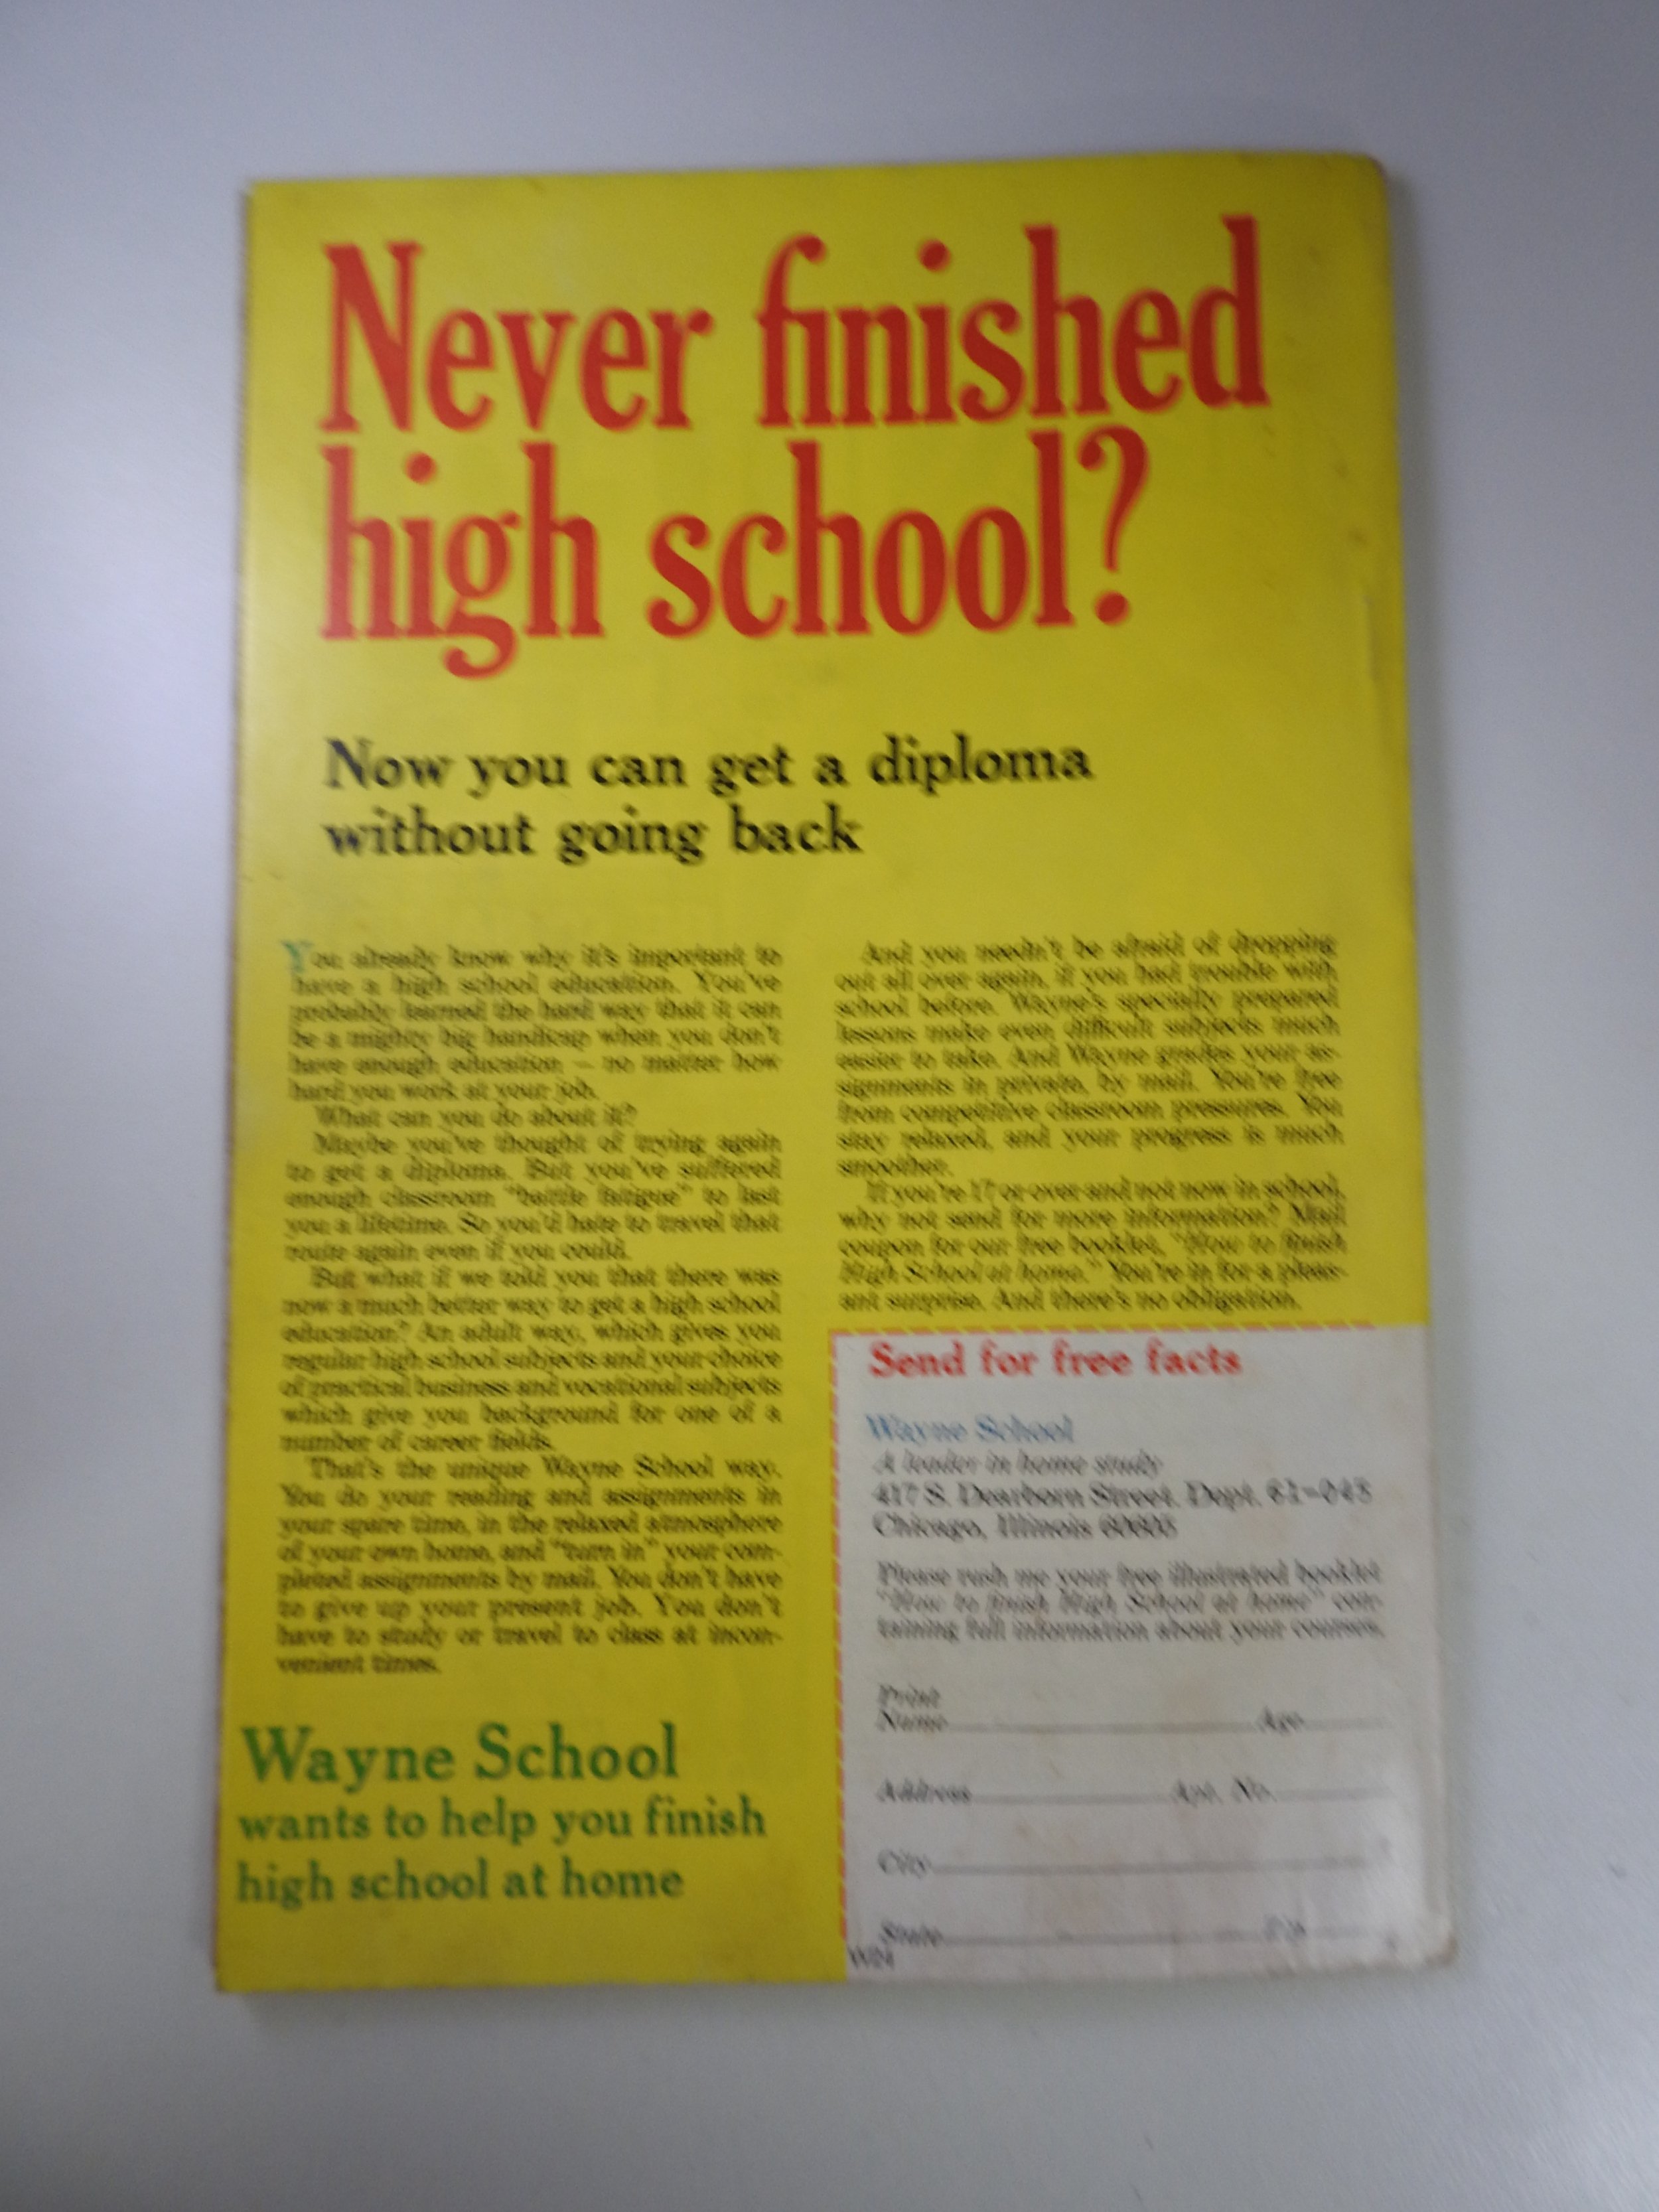 Never finished
high school?
Now you can get a diploma
without going back
You already know why it's important to
have a high school education. You've
probably learned the hard way that it can
be a mighty big handicap when you don't
have enough education — no matter how
hard you work at your job.
What can you do about it?
Maybe you've thought of trying again
to get a diploma. But you've suffered
enough classroom "battle fatigue" to last
you a lifetime. So you'd hate to travel that
route again even if you could.
But what if we told you that there was
now a much better way to get a high school
education? An adult way, which gives you
regular high school subjects and your choice
of practical business and vocational subjects
which give you background for one of a
number of career fields.
That's the unique Wayne School way.
You do your reading and assignments in
your spare time, in the relaxed atmosphere
of your own home, and "turn in" your com-
pleted assignments by mail. You don't have
to give up your present job. You don't
have to study or travel to class at incon-
venient times.
Wayne School
wants to help you finish
high school at home
And you needn't be afraid of dropping
out all over again, if you had trouble with
school before. Wayne's specially prepared
lessons make even difficult subjects much
easier to take. And Wayne grades your as-
signments in private, by mail. You're free
from competitive classroom pressures. You
stay relaxed, and your progress is much
smoother.
If you're 17 or over and not now in school,
why not send for more information? Mail
coupon for our free booklet, "How to finish
High School at home." You're in for a pleas-
ant surprise. And there's no obligation.
Send for free facts
Wayne School
A leader in home study
417 S. Dearborn Street, Dept. 61-043
Chicago, Illinois 60605
Please rush me your free illustrated booklet
"How to finish High School at home" con-
taining full information about your courses.
Print
Name Age
Address Apt. No.
City
State Zip